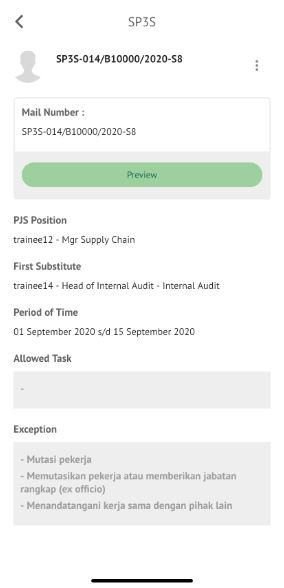 SP3S
SP3S-014/B10000/2020-S8
Mail Number :
SP3S-014/B10000/2020-S8
Preview
PJS Position
trainee12 - Mgr Supply Chain
First Substitute
trainee14 - Head of Internal Audit - Internal Audit
Period of Time
01 September 2020 s/d 15 September 2020
Allowed Task
-
Exception
- Mutasi pekerja
- Memutasikan pekerja atau memberikan jabatan
rangkap (ex officio)
- Menandatangani kerja sama dengan pihak lain